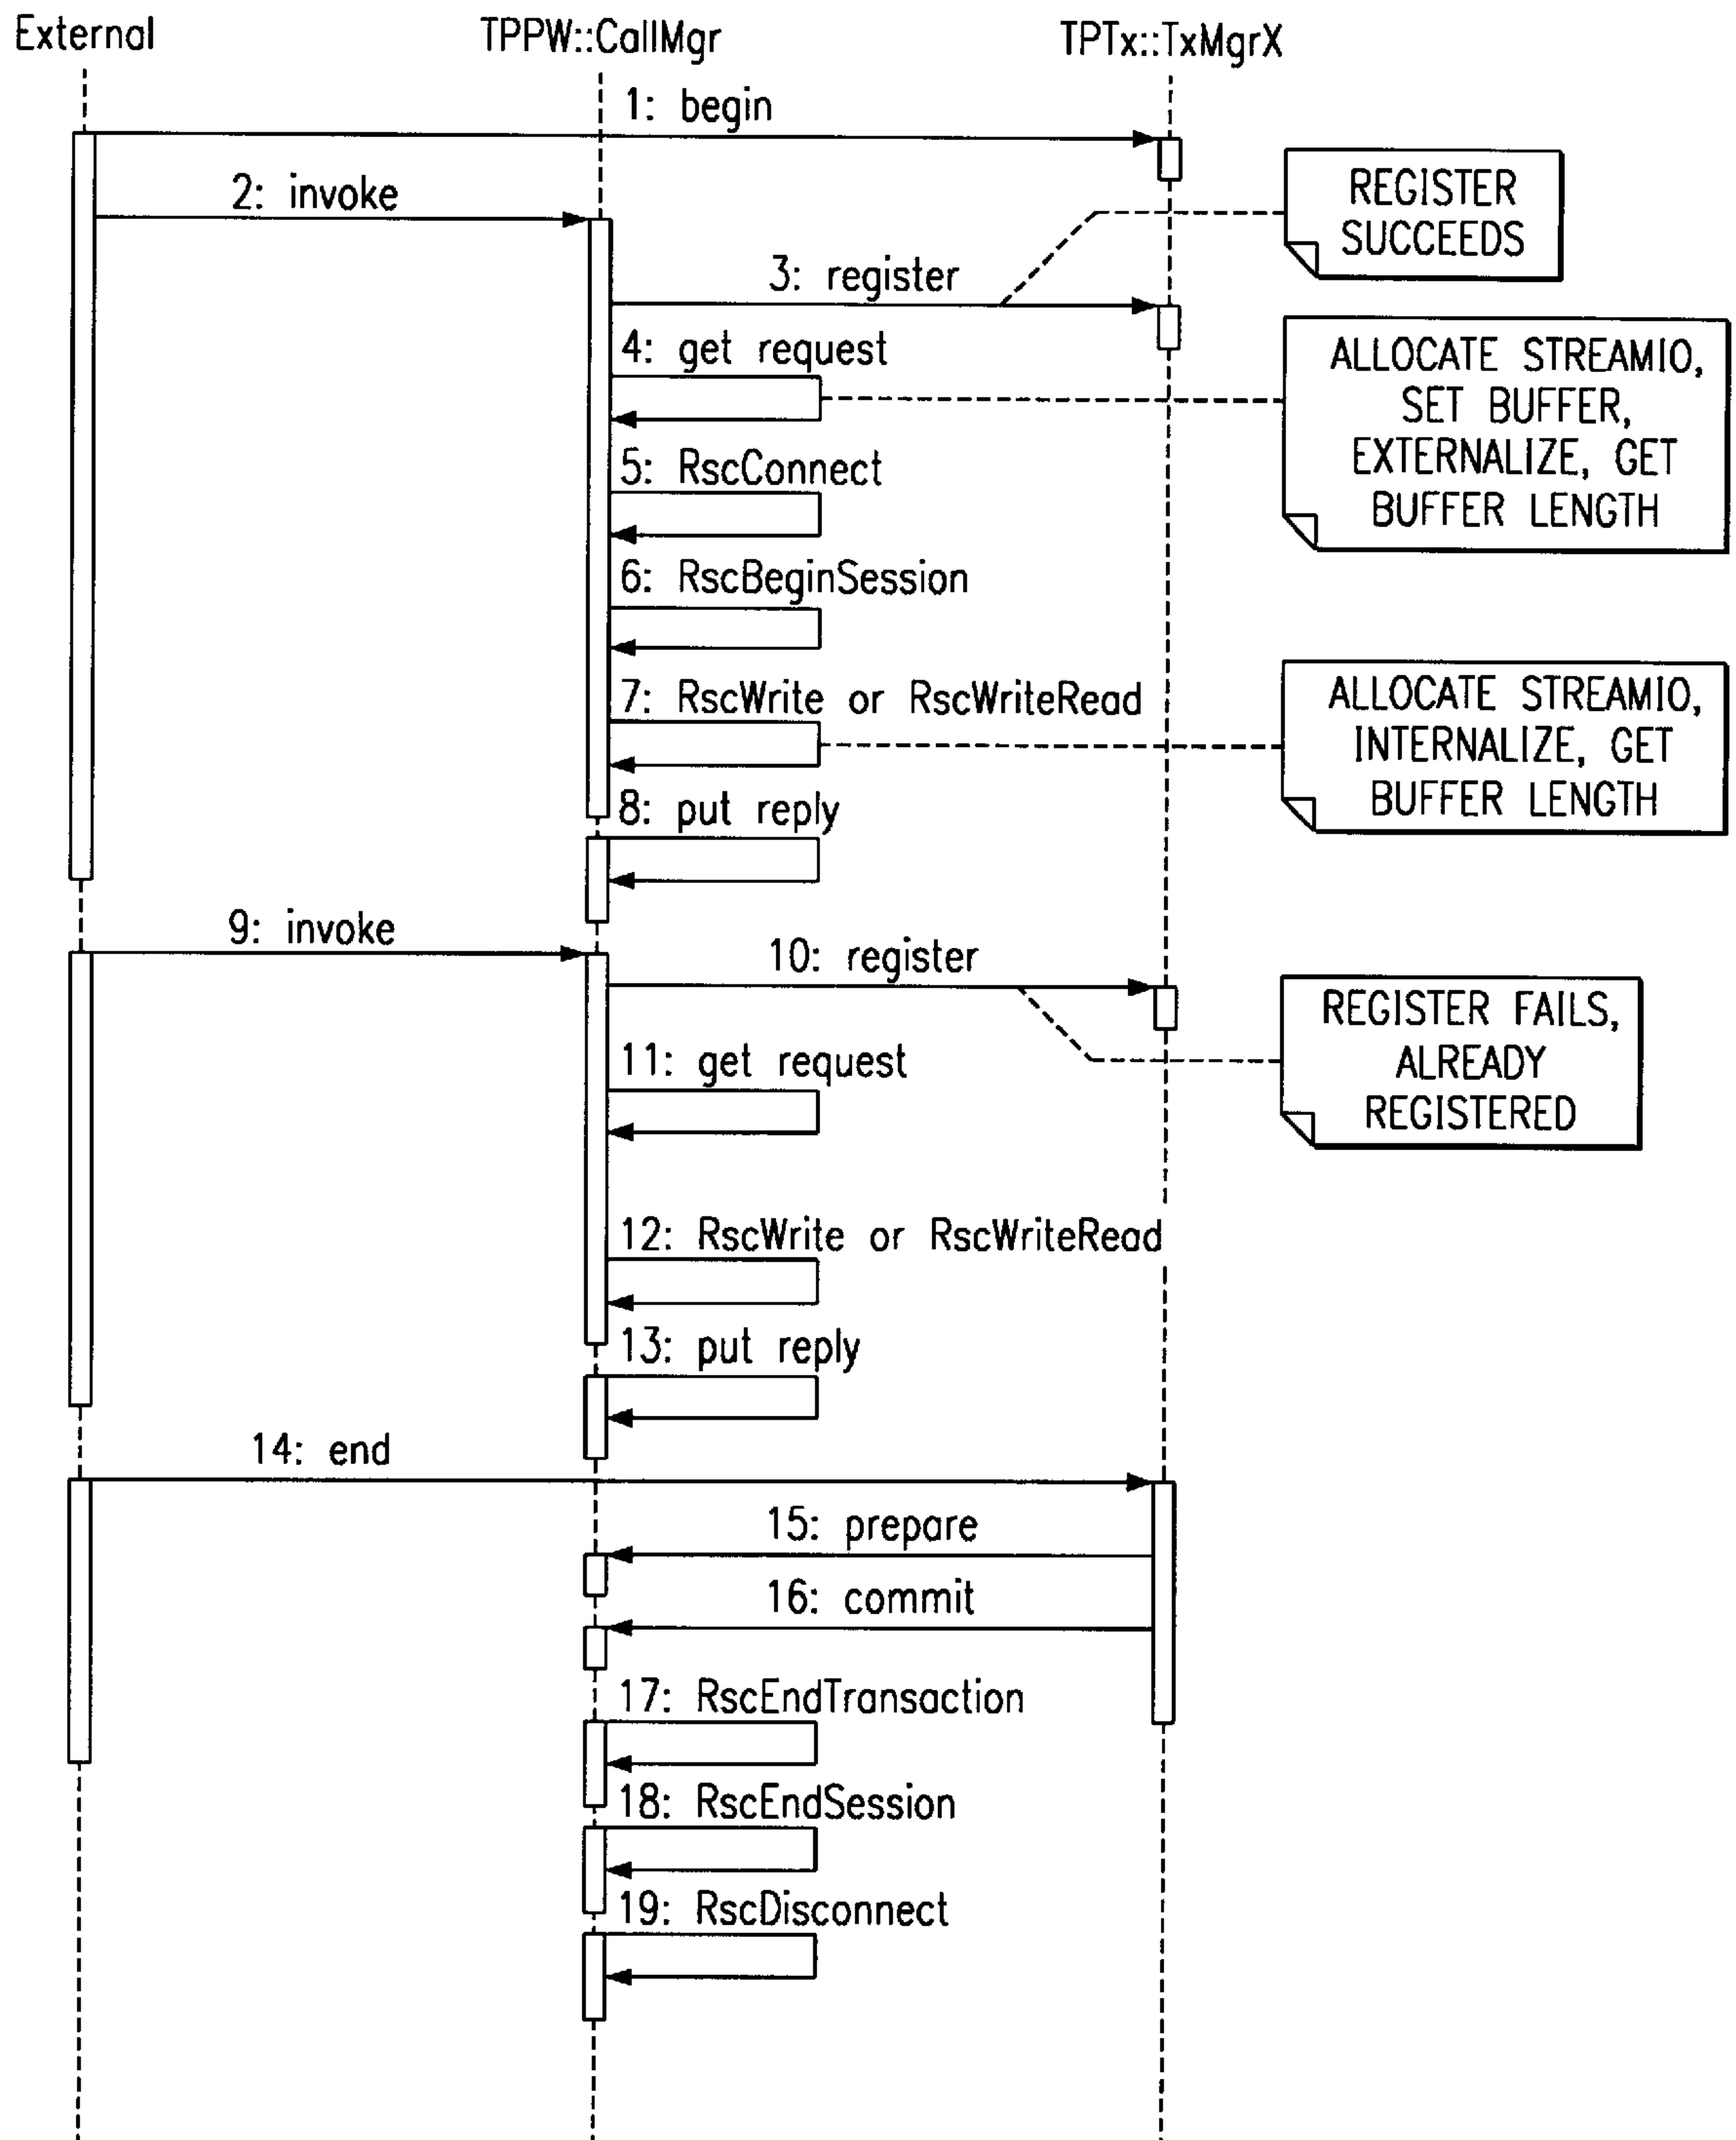 External
TPPW::CallMgr
TPTx::TxMgrX
1: begin
2: invoke
REGISTER
SUCCEEDS
3: register
4: get request
ALLOCATE STREAMIO,
SET BUFFER,
EXTERNALIZE, GET
BUFFER LENGTH
5: RscConnect
6: RscBeginSession
7: RscWrite or RscWriteRead
ALLOCATE STREAMIO,
INTERNALIZE, GET
BUFFER LENGTH
8: put reply
9: invoke
10: register
REGISTER FAILS,
ALREADY
REGISTERED
11: get request
12: RscWrite or RscWriteRead
13: put reply
14: end
15: prepare
16: commit
17: RscEndTransaction
18: RscEndSession
19: RscDisconnect